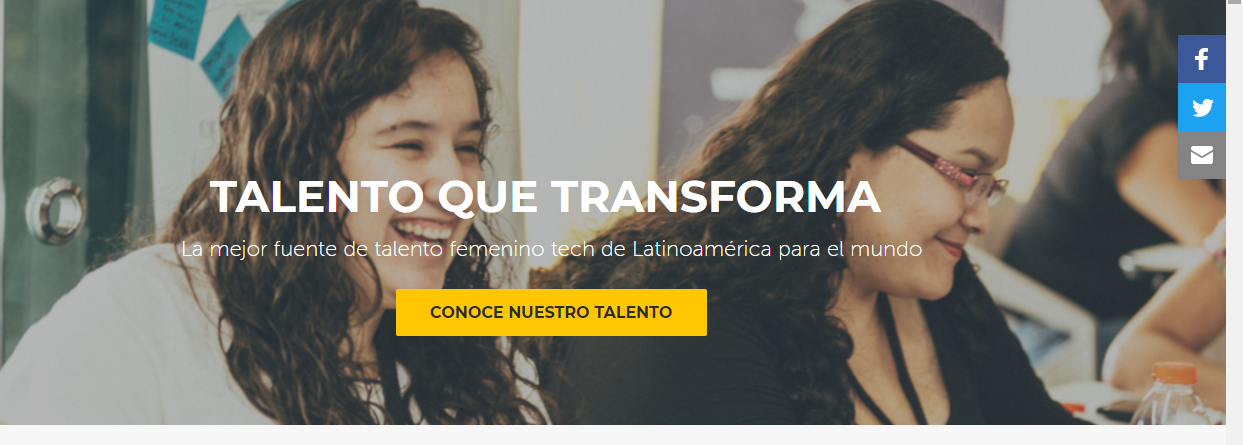 TALENTO QUE TRANSFORMA
La mejor fuente de talento femenino tech de Latinoamérica para el mundo
CONOCE NUESTRO TALENTO